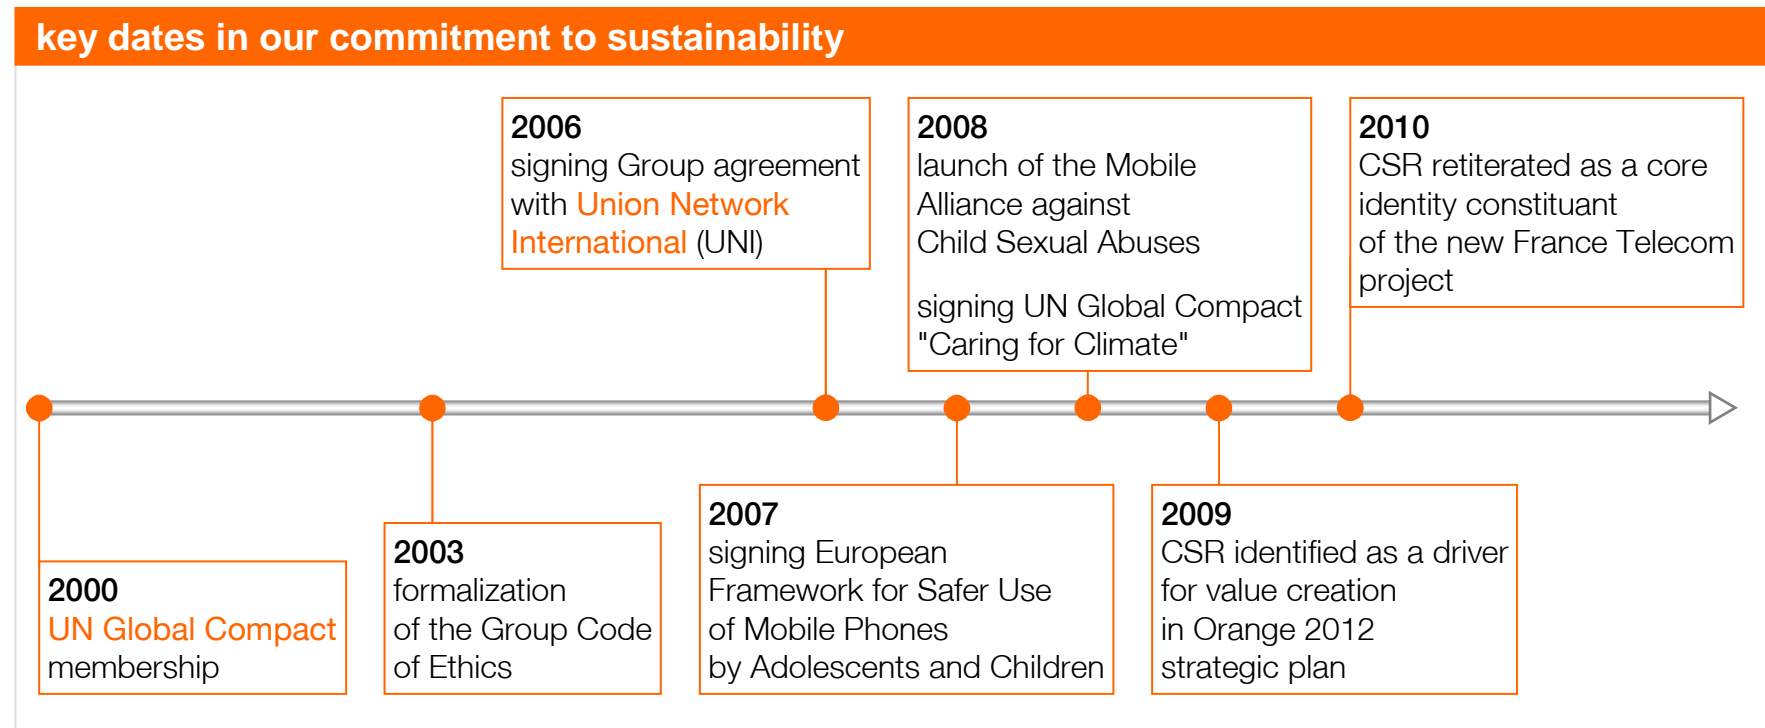 key dates in our commitment to sustainability
2006
signing Group agreement
with Union Network
International (UNI)
2008
launch of the Mobile
Alliance against
Child Sexual Abuses
signing UN Global Compact
"Caring for Climate"
2010
CSR retiterated as a core
identity constituant
of the new France Telecom
project
2000
UN Global Compact
membership
2003
formalization
of the Group Code
of Ethics
2007
signing European
Framework for Safer Use
of Mobile Phones
by Adolescents and Children
2009
CSR identified as a driver
for value creation
in Orange 2012
strategic plan